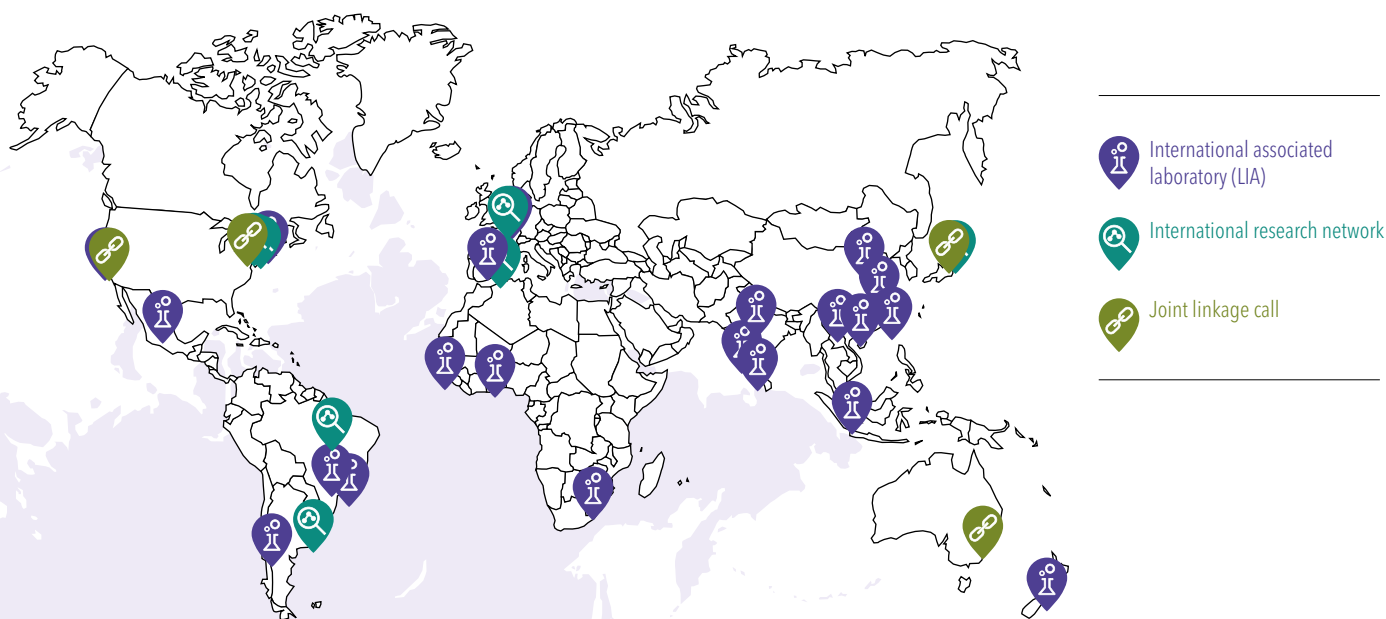 International associated
laboratory (LIA)
International research network
Joint linkage call